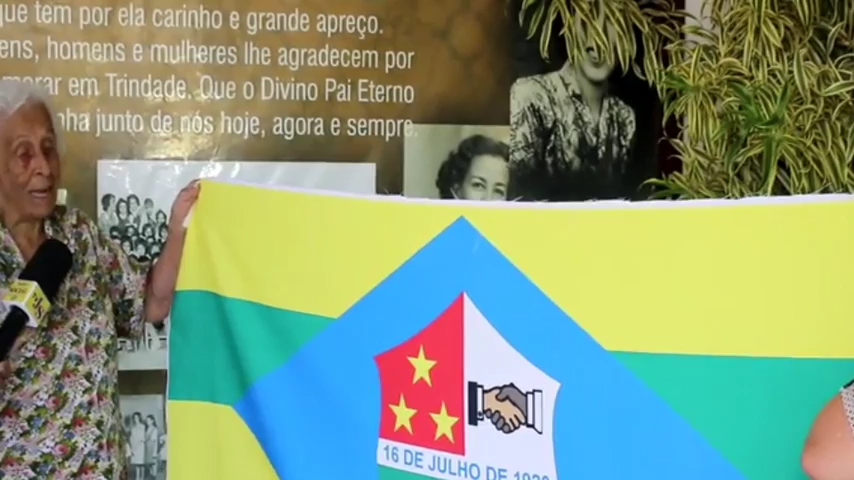 que tem por ela carinho e grande apreço.
homens e mulheres lhe agradecem por
morar em Trindade. Que o Divino Pai Eterno
junto de nós hoje, agora e sempre.
16 DE JULHO DE